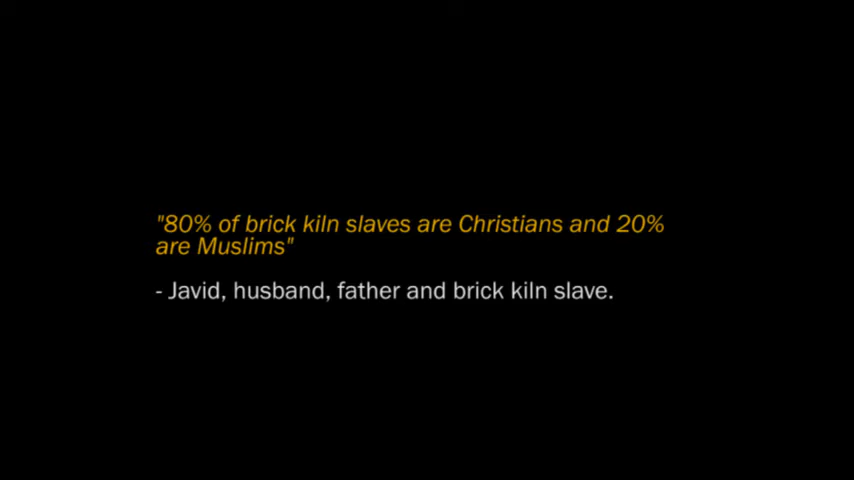 "80% of brick kiln slaves are Christians and 20%
are Muslims"
- Javid, husband, father and brick kiln slave.